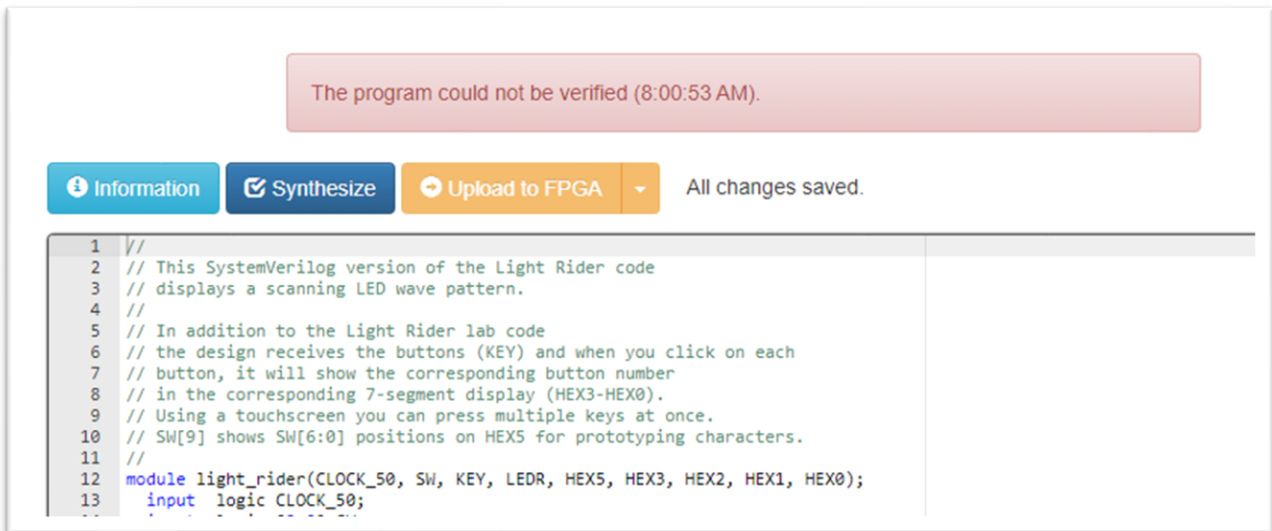 The program could not be verified (8:00:53 AM).
Information Synthesize Upload to FPGA All changes saved.
1 //
2 // This SystemVerilog version of the Light Rider code
3 // displays a scanning LED wave pattern.
4 //
5 // In addition to the Light Rider lab code
6 // the design receives the buttons (KEY) and when you click on each
7 // button, it will show the corresponding button number
8 // in the corresponding 7-segment display (HEX3-HEX0).
9 // Using a touchscreen you can press multiple keys at once.
10 // SW[9] shows SW[6:0] positions on HEX5 for prototyping characters.
11 //
12 module light_rider(CLOCK_50, SW, KEY, LEDR, HEX5, HEX3, HEX2, HEX1, HEX0);
13 input logic CLOCK_50;